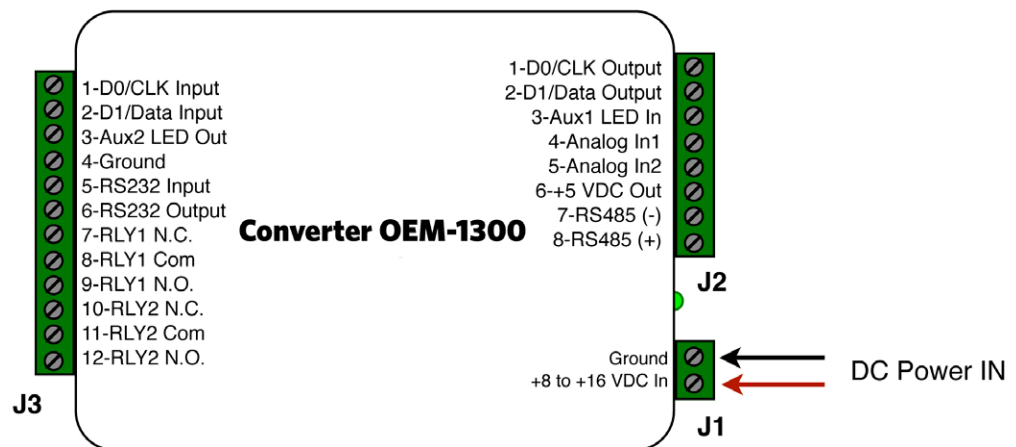 1-D0/CLK Input
2-D1/Data Input
3-Aux2 LED Out
4-Ground
5-RS232 Input
6-RS232 Output
7-RLY1 N.C.
8-RLY1 Com
9-RLY1 N.O.
10-RLY2 N.C.
11-RLY2 Com
12-RLY2 N.O.
J3
Converter OEM-1300
1-D0/CLK Output
2-D1/Data Output
3-Aux1 LED In
4-Analog In1
5-Analog In2
6-+5 VDC Out
7-RS485 (-)
8-RS485 (+)
J2
Ground
+8 to +16 VDC In
J1
DC Power IN